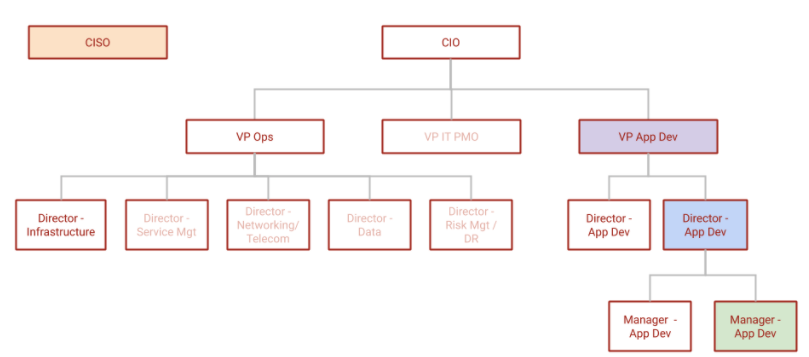 CISO
CIO
VP Ops
VP IT PMO
VP App Dev
Director -
Infrastructure
Director -
Service Mgt
Director -
Networking/
Telecom
Director -
Data
Director -
Risk Mgt /
DR
Director -
App Dev
Director -
App Dev
Manager -
App Dev
Manager -
App Dev